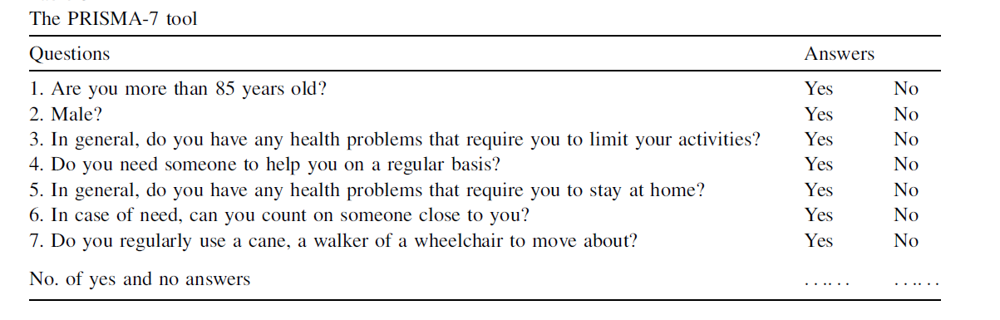 The PRISMA-7 tool
Questions Answers
1. Are you more than 85 years old? Yes No
2. Male? Yes No
3. In general, do you have any health problems that require you to limit your activities? Yes No
4. Do you need someone to help you on a regular basis? Yes No
5. In general, do you have any health problems that require you to stay at home? Yes No
6. In case of need, can you count on someone close to you? Yes No
7. Do you regularly use a cane, a walker of a wheelchair to move about? Yes No
No. of yes and no answers ...... ......